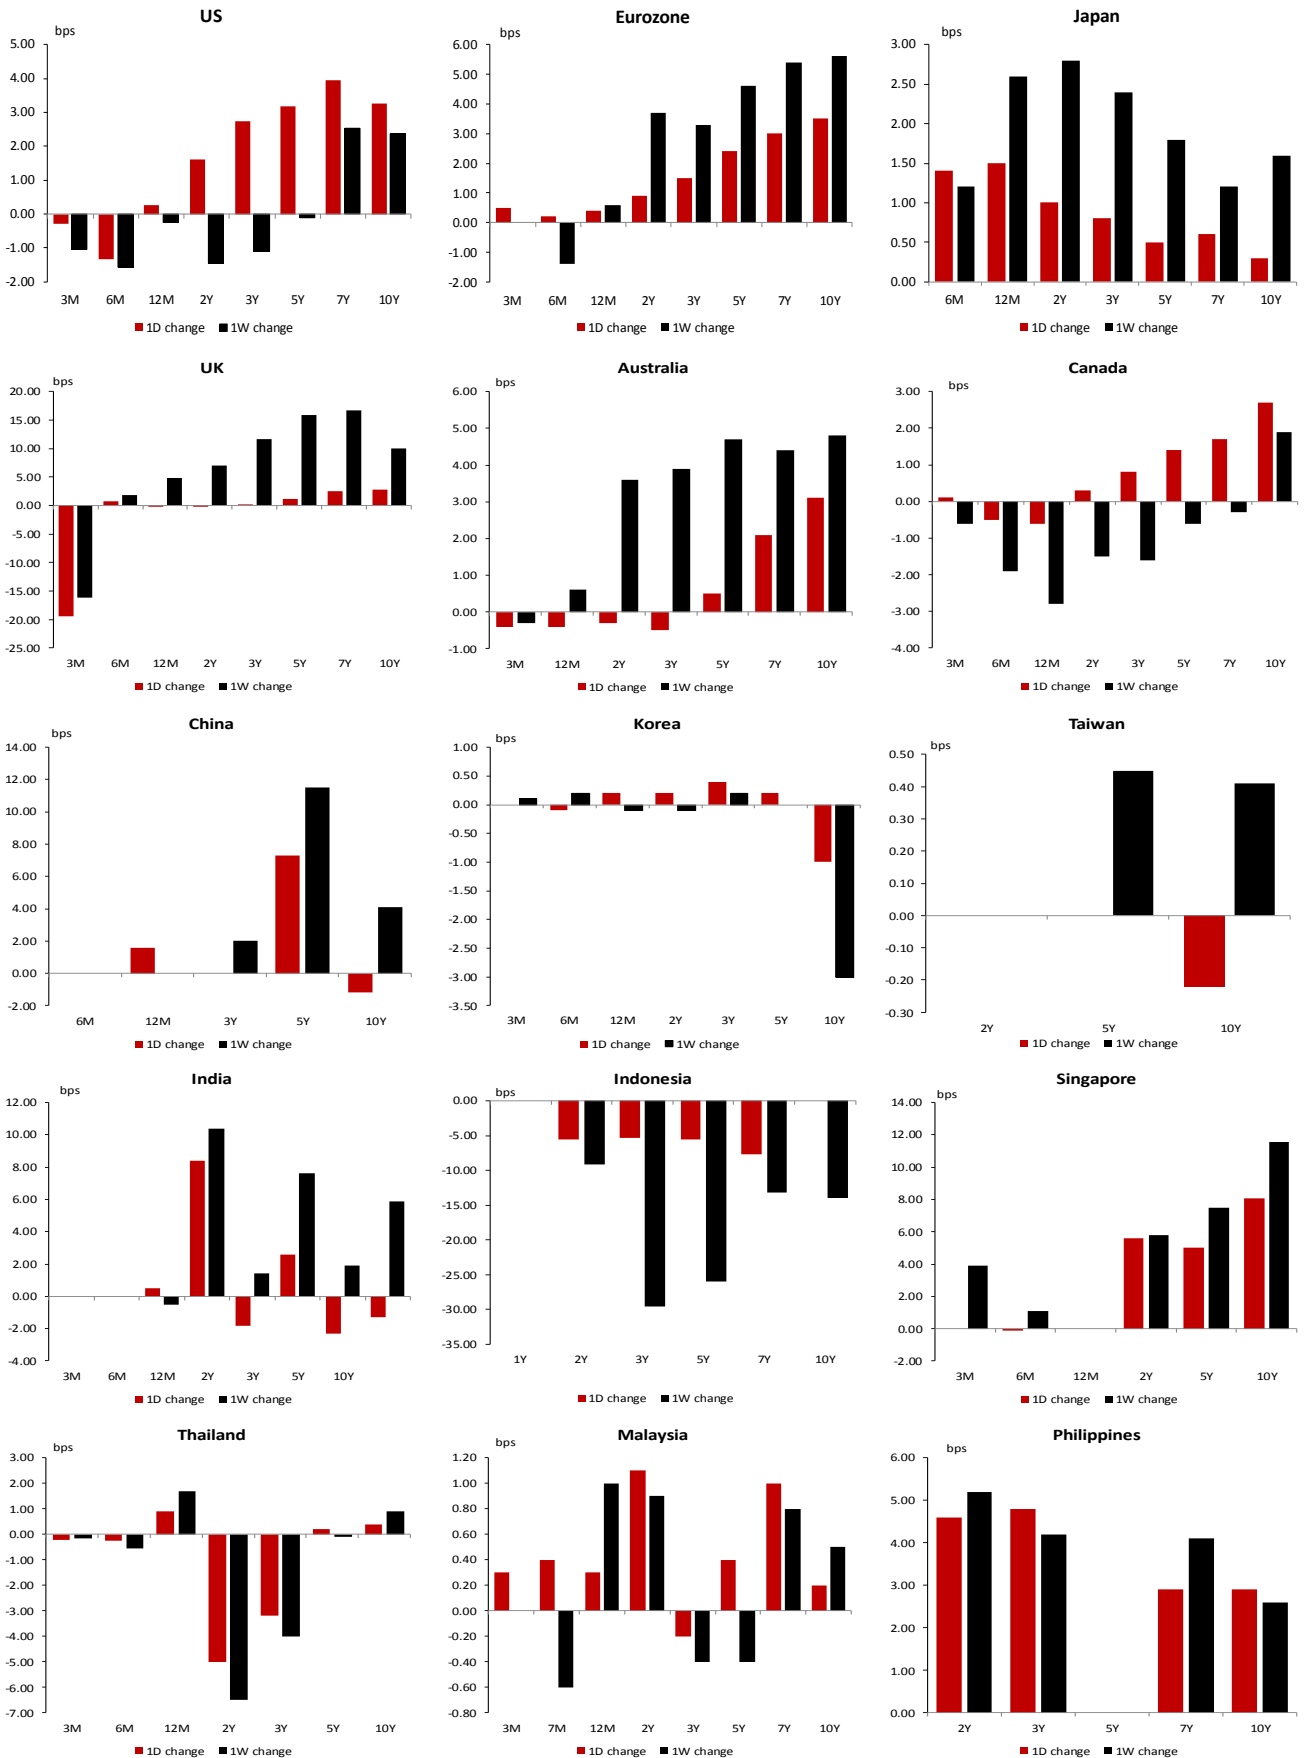 US
bps
5.00
4.00
3.00
2.00
1.00
0.00
-1.00
-2.00
3M 6M 12M 2Y 3Y 5Y 7Y 10Y
1D change 1W change
Eurozone
bps
6.00
5.00
4.00
3.00
2.00
1.00
0.00
-1.00
-2.00
3M 6M 12M 2Y 3Y 5Y 7Y 10Y
1D change 1W change
Japan
bps
3.00
2.50
2.00
1.50
1.00
0.50
0.00
6M 12M 2Y 3Y 5Y 7Y 10Y
1D change 1W change
UK
bps
20.00
15.00
10.00
5.00
0.00
-5.00
-10.00
-15.00
-20.00
-25.00
3M 6M 12M 2Y 3Y 5Y 7Y 10Y
1D change 1W change
Australia
bps
6.00
5.00
4.00
3.00
2.00
1.00
0.00
-1.00
3M 12M 2Y 3Y 5Y 7Y 10Y
1D change 1W change
Canada
bps
3.00
2.00
1.00
0.00
-1.00
-2.00
-3.00
-4.00
3M 6M 12M 2Y 3Y 5Y 7Y 10Y
1D change 1W change
China
bps
14.00
12.00
10.00
8.00
6.00
4.00
2.00
0.00
-2.00
6M 12M 3Y 5Y 10Y
1D change 1W change
Korea
bps
1.00
0.50
0.00
-0.50
-1.00
-1.50
-2.00
-2.50
-3.00
-3.50
3M 6M 12M 2Y 3Y 5Y 10Y
1D change 1W change
Taiwan
bps
0.50
0.40
0.30
0.20
0.10
0.00
-0.10
-0.20
-0.30
2Y 5Y 10Y
1D change 1W change
India
bps
12.00
10.00
8.00
6.00
4.00
2.00
0.00
-2.00
-4.00
3M 6M 12M 2Y 3Y 5Y 10Y
1D change 1W change
Indonesia
bps
0.00
-5.00
-10.00
-15.00
-20.00
-25.00
-30.00
-35.00
1Y 2Y 3Y 5Y 7Y 10Y
1D change 1W change
Singapore
bps
14.00
12.00
10.00
8.00
6.00
4.00
2.00
0.00
-2.00
3M 6M 12M 2Y 5Y 10Y
1D change 1W change
Thailand
bps
3.00
2.00
1.00
0.00
-1.00
-2.00
-3.00
-4.00
-5.00
-6.00
-7.00
3M 6M 12M 2Y 3Y 5Y 10Y
1D change 1W change
Malaysia
bps
1.20
1.00
0.80
0.60
0.40
0.20
0.00
-0.20
-0.40
-0.60
-0.80
3M 7M 12M 2Y 3Y 5Y 7Y 10Y
1D change 1W change
Philippines
bps
6.00
5.00
4.00
3.00
2.00
1.00
0.00
2Y 3Y 5Y 7Y 10Y
1D change 1W change